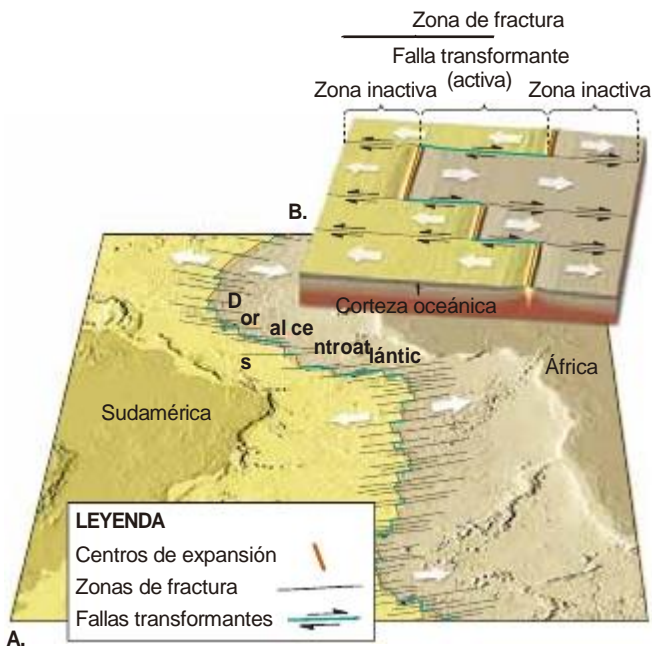 Zona de fractura
Falla transformante
(activa)
Zona inactiva
Zona inactiva
B.
Corteza oceánica
D
or
al ce
ntroat
lántic
s
África
Sudamérica
LEYENDA
Centros de expansión
Zonas de fractura
Fallas transformantes
A.